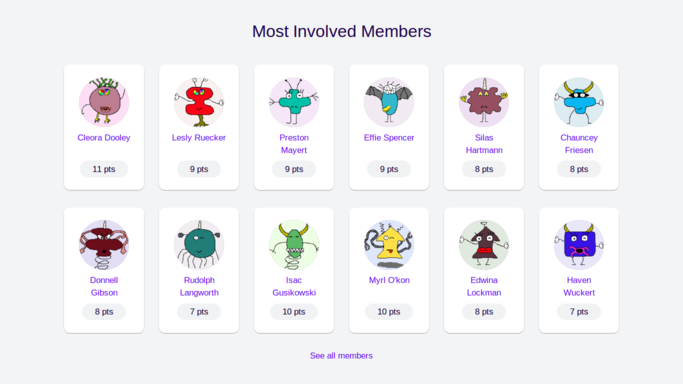 Most Involved Members
Cleora Dooley
11 pts
Lesly Ruecker
9 pts
Preston
Mayert
9 pts
Effie Spencer
9 pts
Silas
Hartmann
8 pts
Chauncey
Friesen
8 pts
Donnell
Gibson
8 pts
Rudolph
Langworth
7 pts
Isac
Gusikowski
10 pts
Myrl O'kon
10 pts
Edwina
Lockman
8 pts
Haven
Wuckert
7 pts
See all members